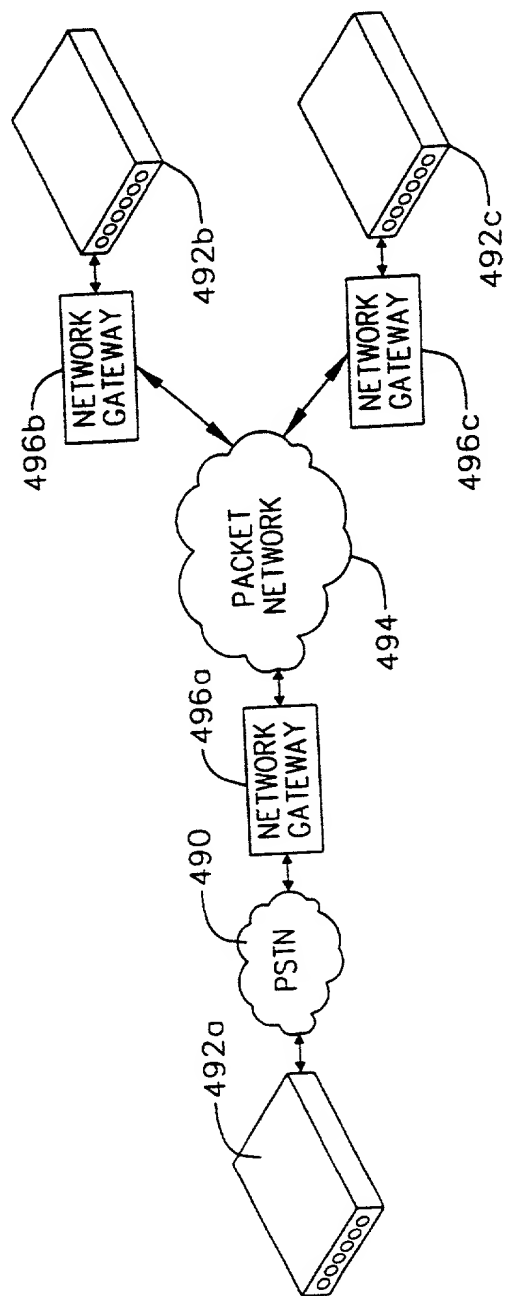 492a
PSTN
490
NETWORK
GATEWAY
496a
PACKET
NETWORK
494
NETWORK
GATEWAY
496b
492b
NETWORK
GATEWAY
496c
492c